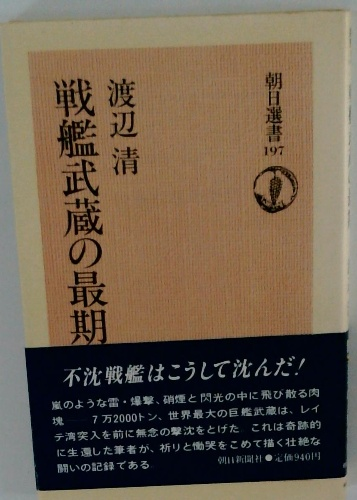 朝日選書
197
渡辺 清
戦艦武蔵の最期
不沈戦艦はこうして沈んだ!
嵐のような雷・爆撃、硝煙と閃光の中に飛び散る肉
塊――7万2000トン、世界最大の巨艦武蔵は、レイ
テ湾突入を前に無念の撃沈をとげた。これは奇跡的
に生還した筆者が、祈りと慟哭をこめて描く壮絶な
闘いの記録である。
朝日新聞社●定価940円